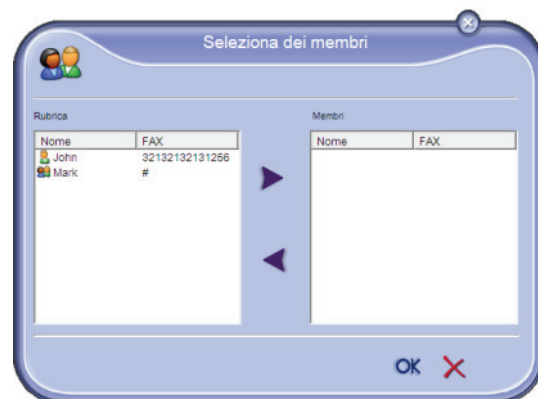 Seleziona dei membri
Rubrica
Membri
Nome FAX
John 32132132131256
Mark #
Nome FAX
OK